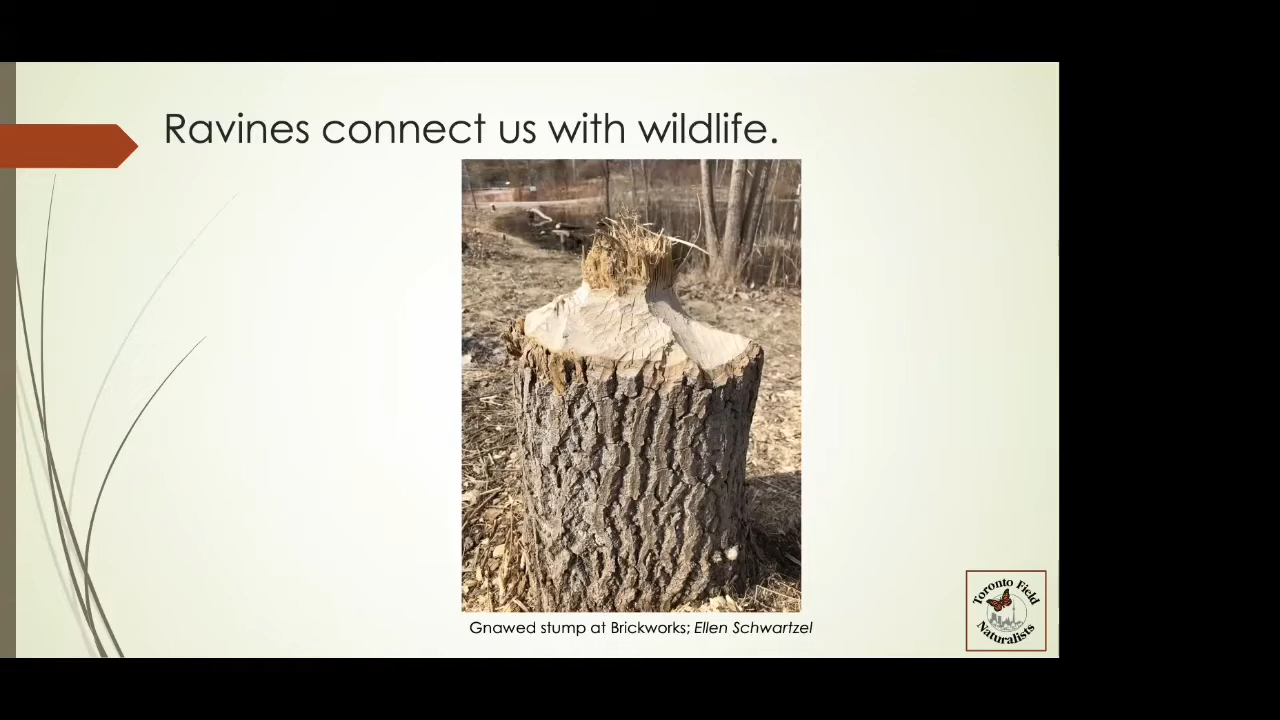 Ravines connect us with wildlife.
Gnawed stump at Brickworks; Ellen Schwartzel
Toronto Field
Naturalists